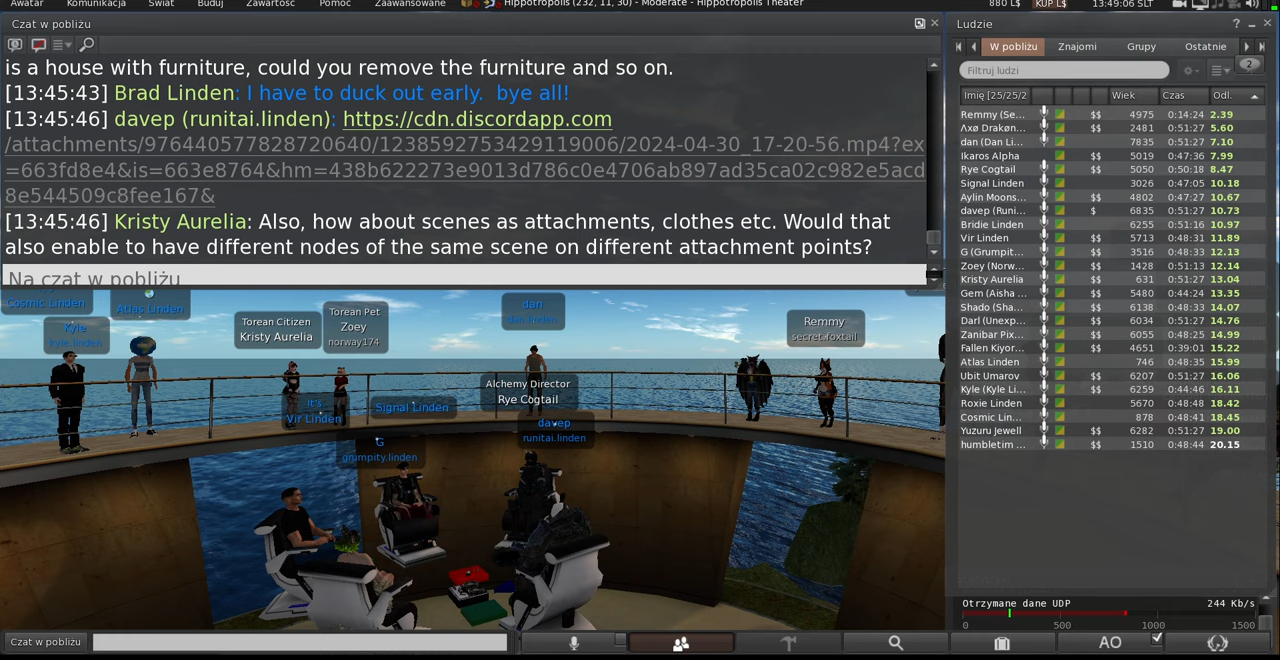 Awatar Komunikacja Świat Buduj Zawartość Pomoc Zaawansowane Hippotropolis (232, 11, 30) - Moderate - Hippotropolis Theater 880 L$ KUP L$ 13:49:06 SLT
Czat w pobliżu
is a house with furniture, could you remove the furniture and so on.
[13:45:43] Brad Linden: I have to duck out early. bye all!
[13:45:46] davep (runitai.linden): https://cdn.discordapp.com
/attachments/976440577828720640/1238592753429119006/2024-04-30_17-20-56.mp4?ex
=663fd8e4&is=663e8764&hm=438b622273e9013d786c0e4706ab897ad35ca02c982e5acd
8e544509c8fee167&
[13:45:46] Kristy Aurelia: Also, how about scenes as attachments, clothes etc. Would that
also enable to have different nodes of the same scene on different attachment points?
Na czat w pobliżu
Cosmic Linden
Atlas Linden
Kyle
kyle.linden
Torean Citizen
Kristy Aurelia
Torean Pet
Zoey
norway174
dan
dan.linden
Remmy
secret.foxtail
Alchemy Director
Rye Cogtail
It's
Vir Linden
Signal Linden
davep
runitai.linden
G
grumpity.linden
Ludzie
? _ ×
W pobliżu Znajomi Grupy Ostatnie
Filtruj ludzi
2
Imię [25/25/2 Wiek Czas Odl.
Remmy (Se... $$ 4975 0:14:24 2.39
Λxø Drakøn... $$ 2481 0:51:27 5.60
dan (Dan Li... 7835 0:51:27 7.10
Ikaros Alpha $$ 5019 0:47:36 7.99
Rye Cogtail $$ 5050 0:50:18 8.47
Signal Linden 3026 0:47:05 10.18
Aylin Moons... $$ 4802 0:47:27 10.67
davep (Runi... $ 6835 0:51:27 10.73
Bridie Linden 6255 0:51:16 10.97
Vir Linden $$ 5713 0:48:31 11.89
G (Grumpit... $$ 3516 0:48:33 12.13
Zoey (Norw... $$ 1428 0:51:13 12.14
Kristy Aurelia $$ 631 0:51:27 13.04
Gem (Aisha ... $$ 5480 0:44:24 13.35
Shado (Sha... $$ 6138 0:48:33 14.07
Darl (Unexp... $$ 6034 0:51:27 14.76
Zanibar Pix... $$ 6055 0:48:25 14.99
Fallen Kiyor... $$ 4651 0:39:01 15.22
Atlas Linden 746 0:48:35 15.99
Ubit Umarov $$ 6207 0:51:27 16.06
Kyle (Kyle Li... $$ 6259 0:44:46 16.11
Roxie Linden 5670 0:48:48 18.42
Cosmic Lin... 878 0:48:41 18.45
Yuzuru Jewell $$ 6282 0:51:27 19.00
humbletim ... $$ 1510 0:48:44 20.15
Otrzymane dane UDP 244 Kb/s
0 500 1000 1500
Czat w pobliżu
AO